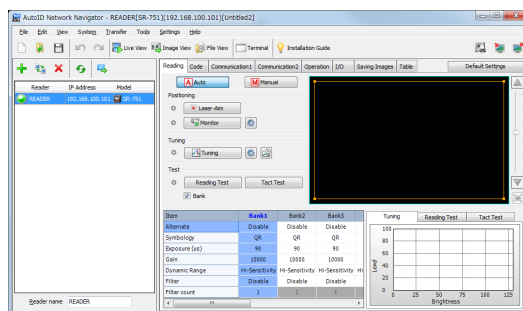 AutoID Network Navigator - READER[SR-751](192.168.100.101)[Untitled2]
File Edit View System Transfer Tools Settings Help
Live View Image View File View Terminal Installation Guide
Reader IP Address Model
READER 192.168.100.101 SR-751
Reader name READER
Reading Code Communication1 Communication2 Operation I/O Saving Images Table Default Settings
A Auto M Manual
Positioning
Laser-Aim
Monitor
Tuning
Tuning
Test
Reading Test Tact Test
Bank
Item Bank1 Bank2 Bank3
Alternate Disable Disable Disable
Symbology QR QR QR
Exposure (us) 90 90 90
Gain 10000 10000 10000
Dynamic Range Hi-Sensitivity Hi-Sensitivity Hi-Sensitivity Hi
Filter Disable Disable Disable
Filter count 1 1 1
Tuning Reading Test Tact Test
100
80
60
40
20
0
Level
0 25 50 75 100 125
Brightness